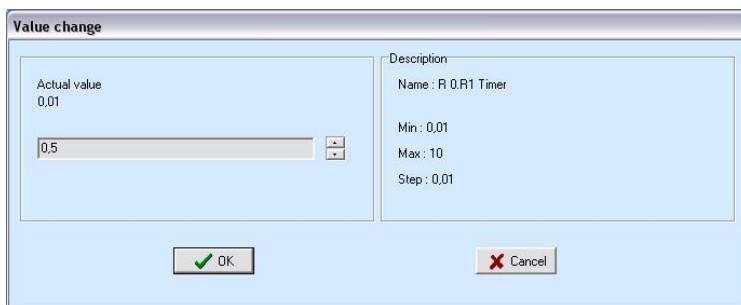 Value change
Actual value
0,01
0,5
Description
Name : R 0.R1 Timer
Min : 0,01
Max : 10
Step : 0,01
OK
Cancel